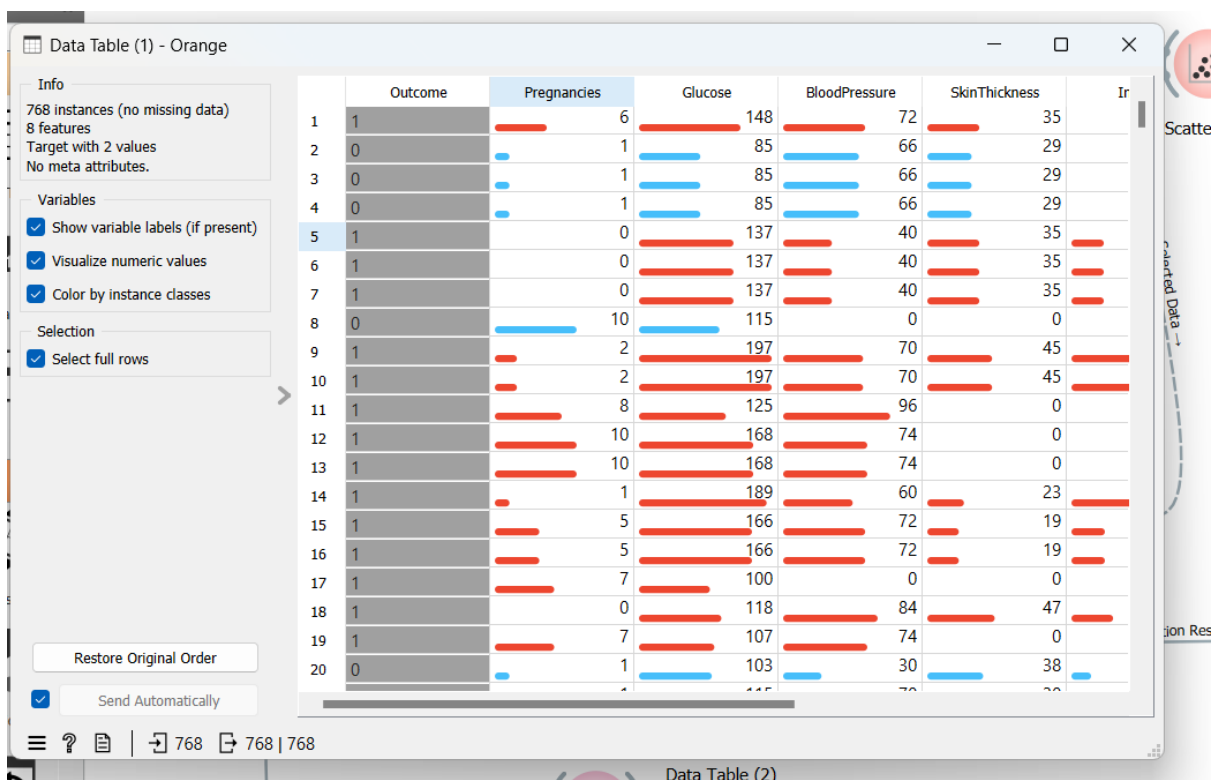 Data Table (1) - Orange
Info
768 instances (no missing data)
8 features
Target with 2 values
No meta attributes.
Variables
Show variable labels (if present)
Visualize numeric values
Color by instance classes
Selection
Select full rows
Restore Original Order
Send Automatically
768 768 | 768
Outcome Pregnancies Glucose BloodPressure SkinThickness
1 1 6 148 72 35
2 0 1 85 66 29
3 0 1 85 66 29
4 0 1 85 66 29
5 1 0 137 40 35
6 1 0 137 40 35
7 1 0 137 40 35
8 0 10 115 0 0
9 1 2 197 70 45
10 1 2 197 70 45
11 1 8 125 96 0
12 1 10 168 74 0
13 1 10 168 74 0
14 1 1 189 60 23
15 1 5 166 72 19
16 1 5 166 72 19
17 1 7 100 0 0
18 1 0 118 84 47
19 1 7 107 74 0
20 0 1 103 30 38
Scatte
Selected Data →
tion Res
Data Table (2)